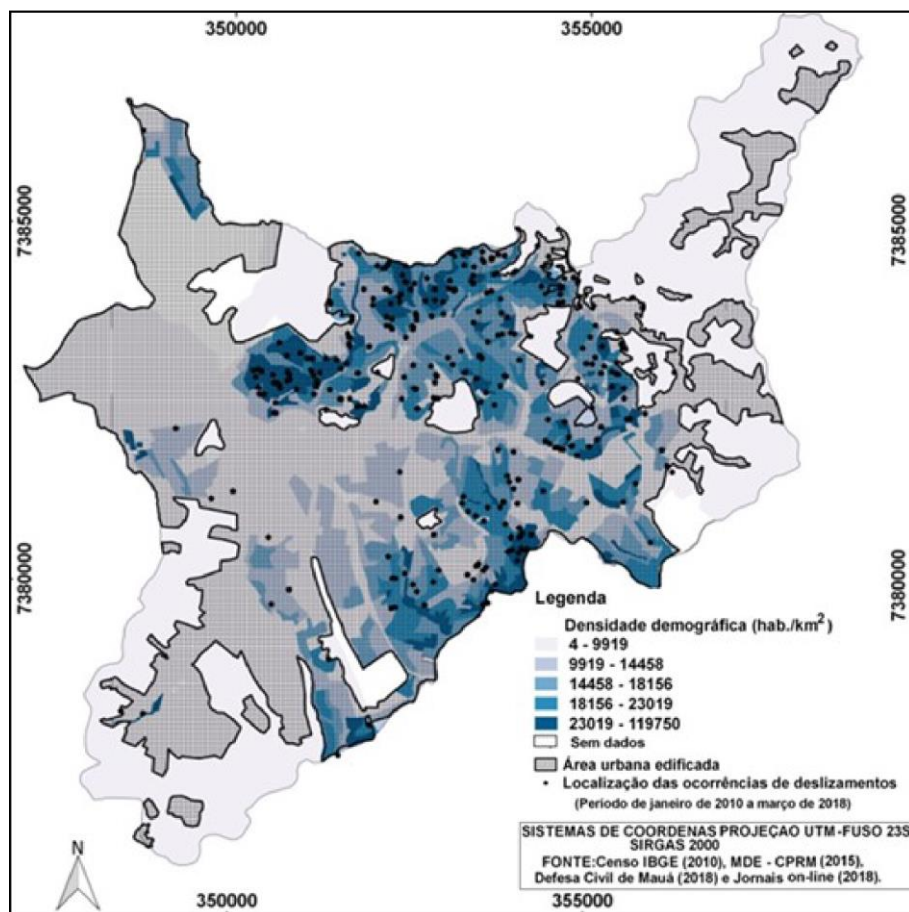 350000 355000
7385000 7385000
7380000 7380000
Legenda
Densidade demográfica (hab./km²)
4 - 9919
9919 - 14458
14458 - 18156
18156 - 23019
23019 - 119750
Sem dados
Área urbana edificada
Localização das ocorrências de deslizamentos
(Período de janeiro de 2010 a março de 2018)
N
SISTEMAS DE COORDENAS PROJEÇAO UTM -FUSO 23S
SIRGAS 2000
FONTE:Censo IBGE (2010), MDE - CPRM (2015),
Defesa Civil de Mauá (2018) e Jornais on-line (2018).
350000 355000